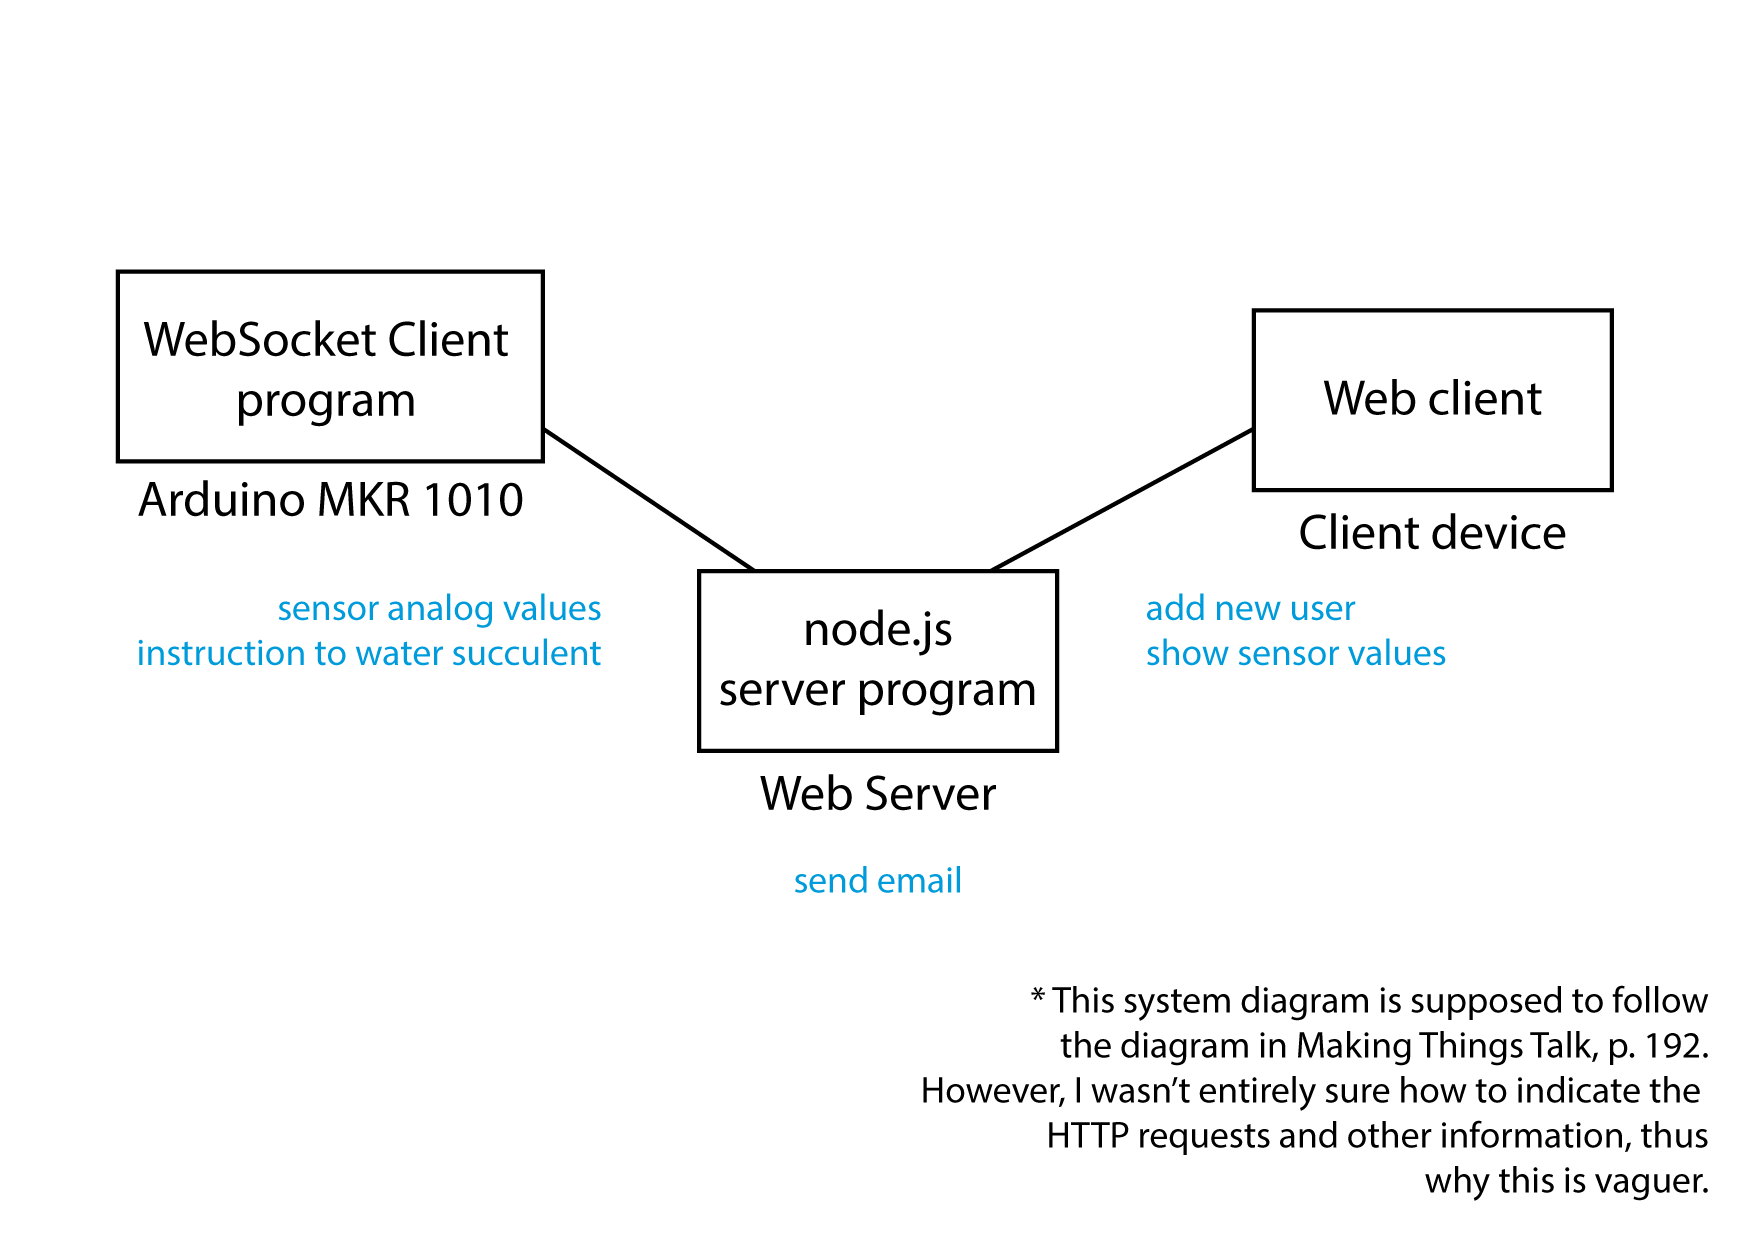 WebSocket Client
program
Arduino MKR 1010
sensor analog values
instruction to water succulent
Web client
Client device
add new user
show sensor values
node.js
server program
Web Server
send email
* This system diagram is supposed to follow
the diagram in Making Things Talk, p. 192.
However, I wasn’t entirely sure how to indicate the
HTTP requests and other information, thus
why this is vaguer.